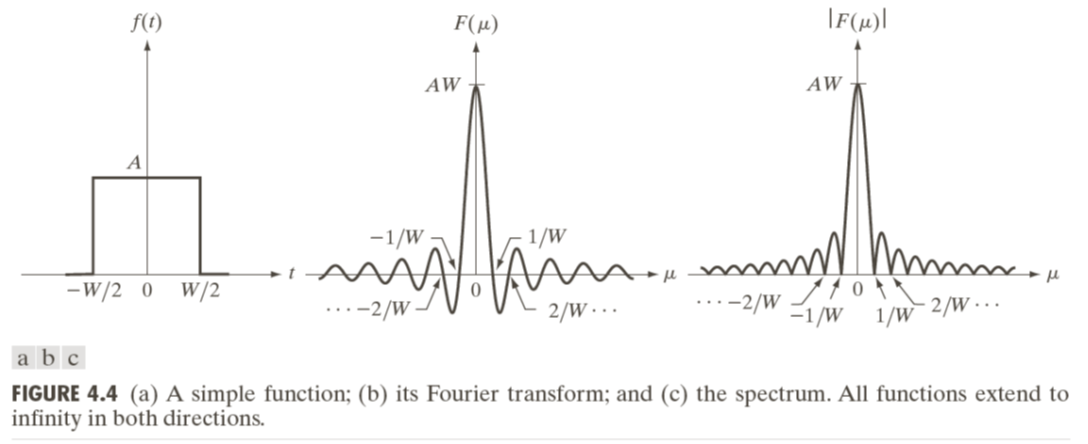 f(t)
A
−W/2 0 W/2
t
F(μ)
AW
−1/W
1/W
0
···−2/W
2/W···
μ
|F(μ)|
AW
0
···−2/W
−1/W
1/W
2/W···
μ
a b c
FIGURE 4.4 (a) A simple function; (b) its Fourier transform; and (c) the spectrum. All functions extend to
infinity in both directions.